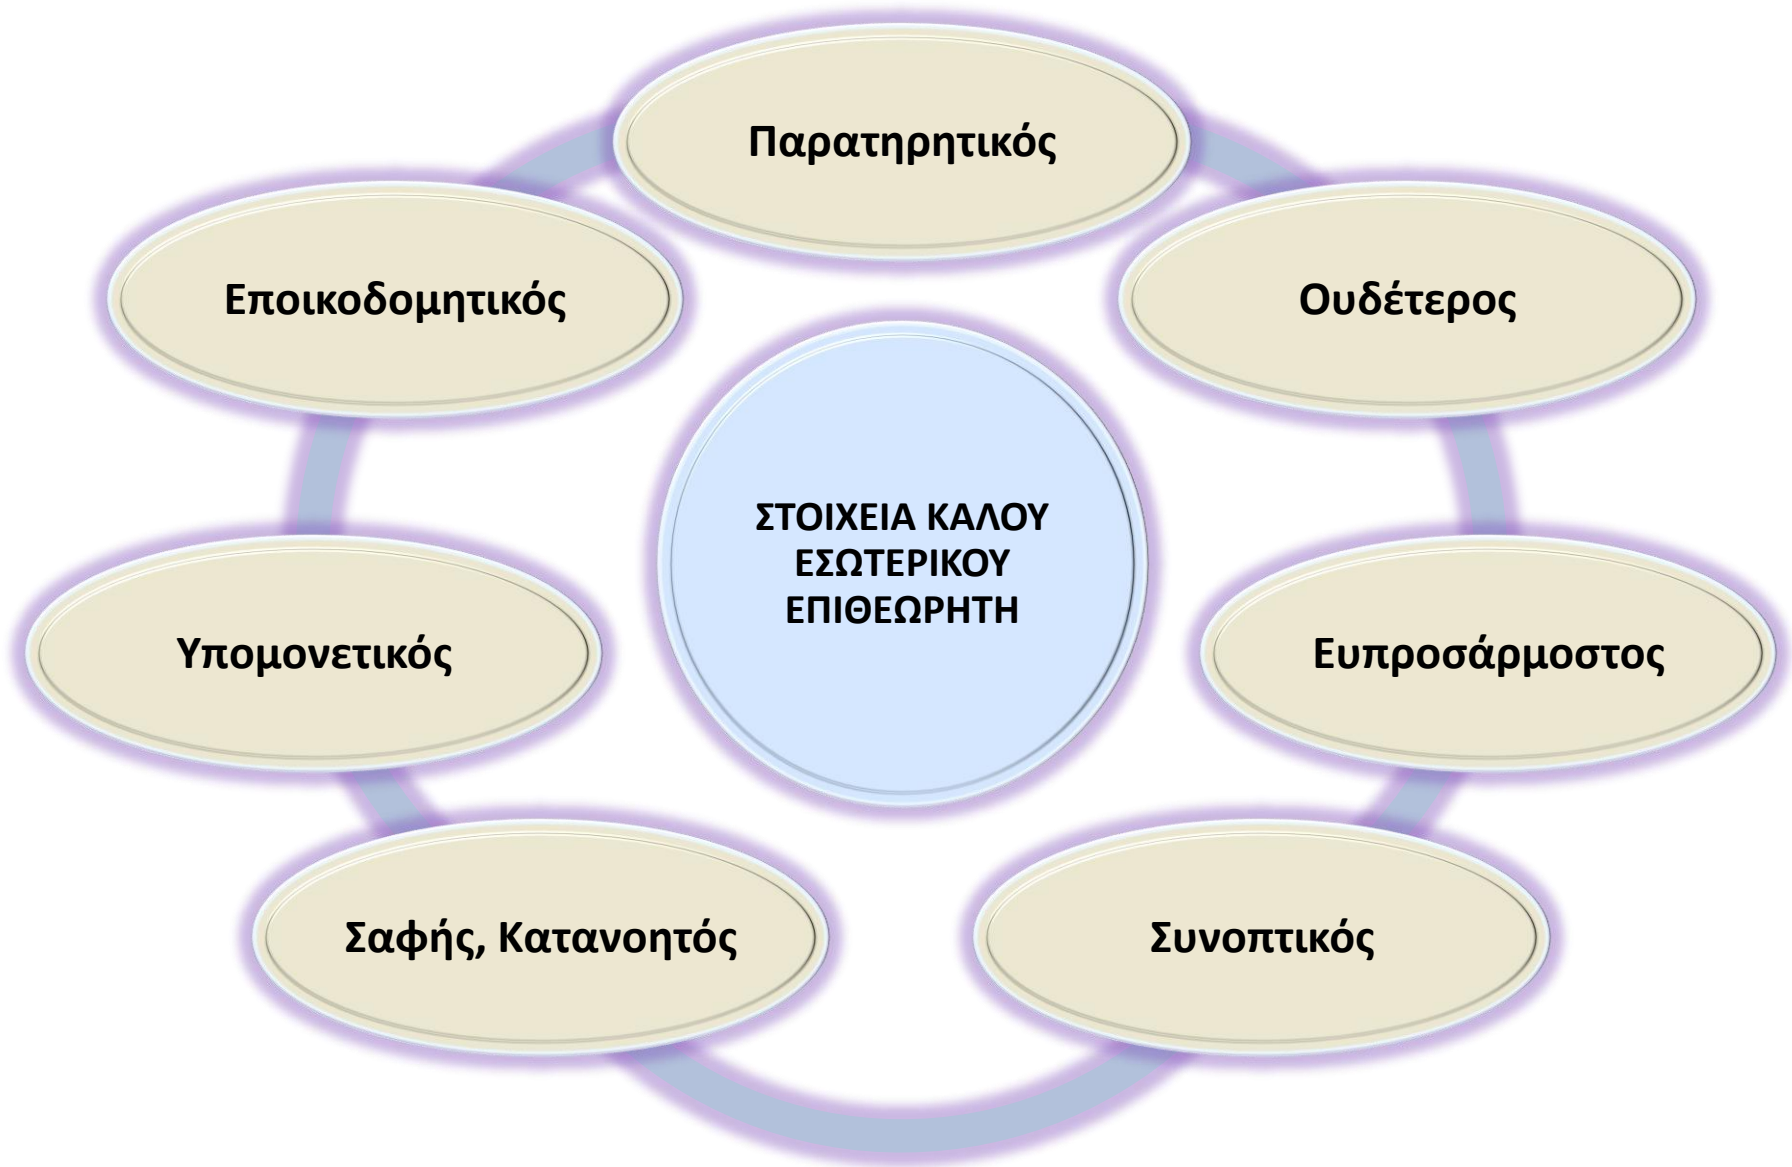 Παρατηρητικός
Ουδέτερος
Ευπροσάρμοστος
Συνοπτικός
Σαφής, Κατανοητός
Υπομονετικός
Εποικοδομητικός
ΣΤΟΙΧΕΙΑ ΚΑΛΟΥ
ΕΣΩΤΕΡΙΚΟΥ
ΕΠΙΘΕΩΡΗΤΗ